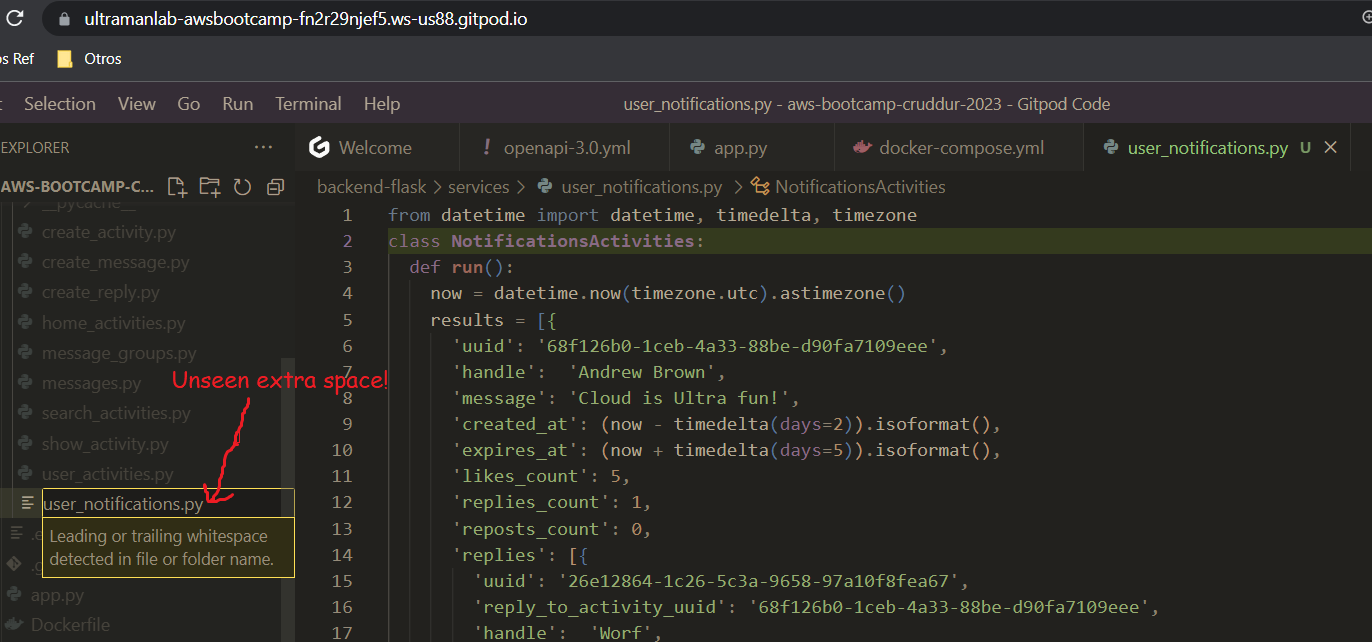 ultramanlab-awsbootcamp-fn2r29njef5.ws-us88.gitpod.io
os Ref Otros
Selection View Go Run Terminal Help user_notifications.py - aws-bootcamp-cruddur-2023 - Gitpod Code
EXPLORER ··· Welcome ! openapi-3.0.yml app.py docker-compose.yml user_notifications.py U
AWS-BOOTCAMP-C... backend-flask > services > user_notifications.py > NotificationsActivities
__pycache__
create_activity.py
create_message.py
create_reply.py
home_activities.py
message_groups.py
messages.py
search_activities.py
show_activity.py
user_activities.py
user_notifications.py
Leading or trailing whitespace
detected in file or folder name.
.e
.g
app.py
Dockerfile
Unseen extra space!
1 from datetime import datetime, timedelta, timezone
2 class NotificationsActivities:
3 def run():
4 now = datetime.now(timezone.utc).astimezone()
5 results = [{
6 'uuid': '68f126b0-1ceb-4a33-88be-d90fa7109eee',
7 'handle':  'Andrew Brown',
8 'message': 'Cloud is Ultra fun!',
9 'created_at': (now - timedelta(days=2)).isoformat(),
10 'expires_at': (now + timedelta(days=5)).isoformat(),
11 'likes_count': 5,
12 'replies_count': 1,
13 'reposts_count': 0,
14 'replies': [{
15 'uuid': '26e12864-1c26-5c3a-9658-97a10f8fea67',
16 'reply_to_activity_uuid': '68f126b0-1ceb-4a33-88be-d90fa7109eee',
17 'handle':  'Worf',